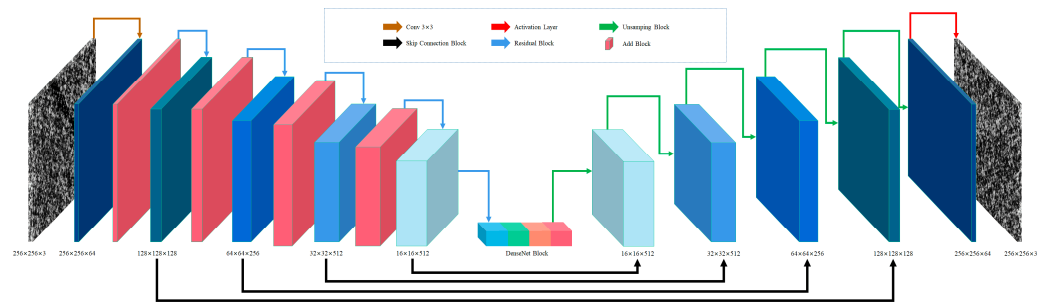 Conv 3×3
Activation Layer
Unsamping Block
Skip Connection Block
Residual Block
Add Block
256×256×3
256×256×64
128×128×128
64×64×256
32×32×512
16×16×512
DenseNet Block
16×16×512
32×32×512
64×64×256
128×128×128
256×256×64
256×256×3